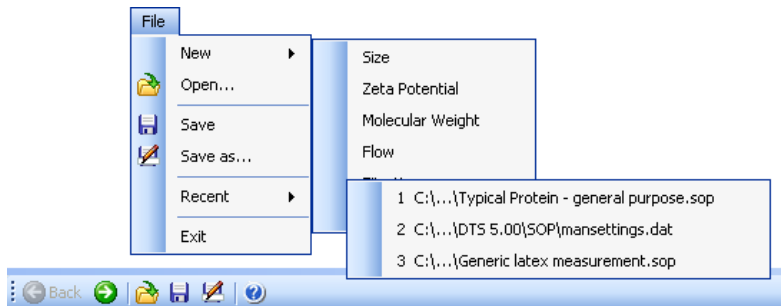 File
New
Open...
Save
Save as...
Recent
Exit
Size
Zeta Potential
Molecular Weight
Flow
1 C:\...\Typical Protein - general purpose.sop
2 C:\...\DTS 5.00\SOP\mansettings.dat
3 C:\...\Generic latex measurement.sop
Back